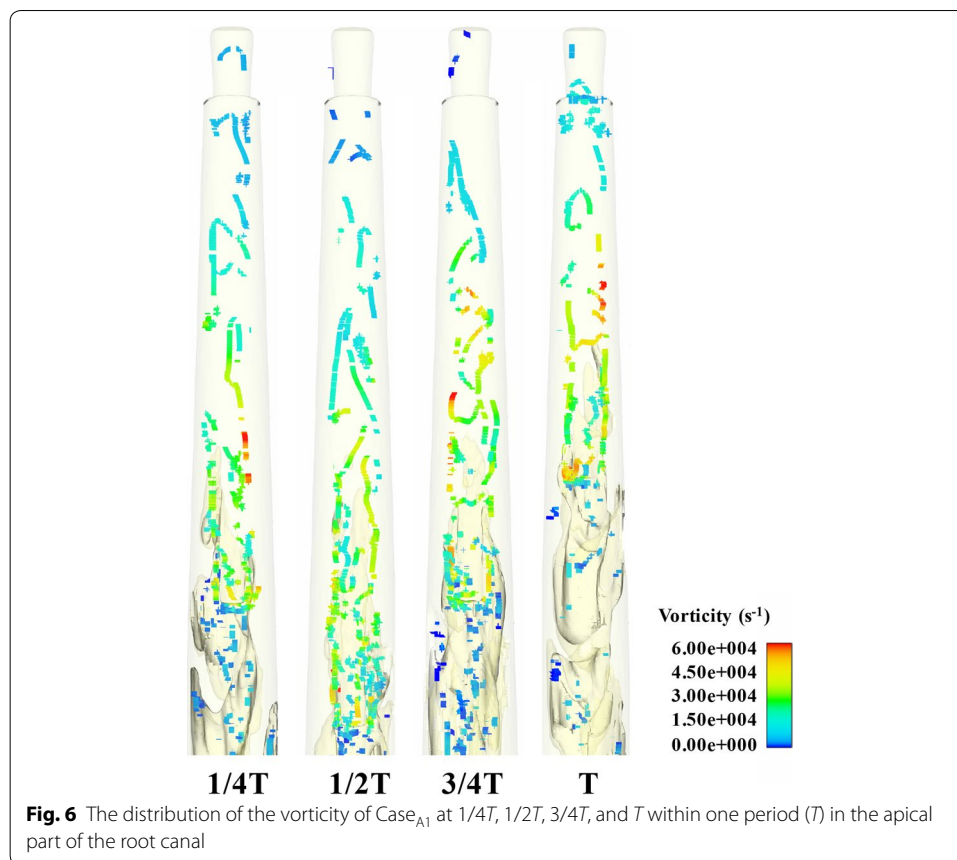 Vorticity (s⁻¹)
6.00e+004
4.50e+004
3.00e+004
1.50e+004
0.00e+000
1/4T 1/2T 3/4T T
Fig. 6 The distribution of the vorticity of Case_A1 at 1/4T, 1/2T, 3/4T, and T within one period (T) in the apical
part of the root canal